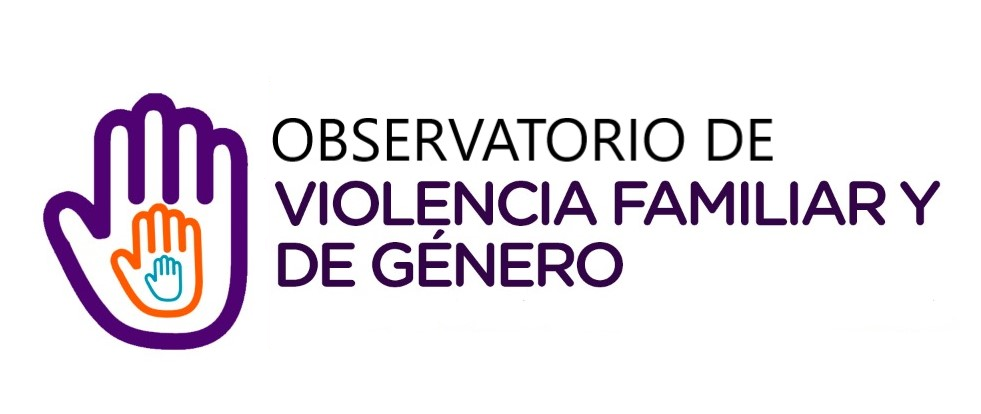 OBSERVATORIO DE
VIOLENCIA FAMILIAR Y
DE GÉNERO